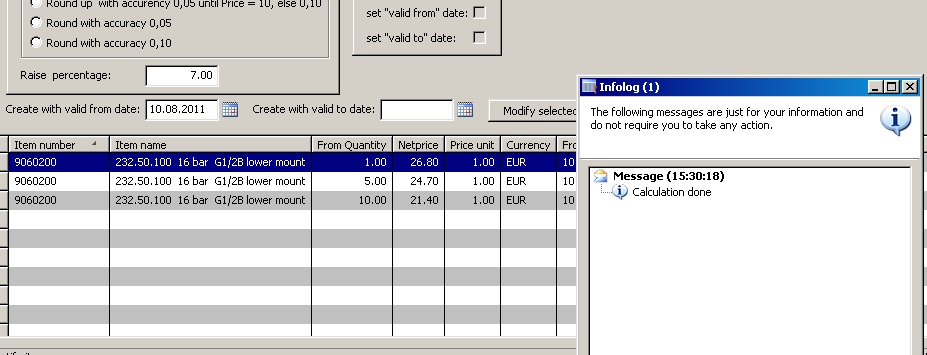 Round up with accurency 0,05 until Price = 10, else 0,10
Round with accuracy 0,05
Round with accuracy 0,10
Raise percentage: 7.00
set "valid from" date:
set "valid to" date:
Create with valid from date: 10.08.2011 Create with valid to date: Modify selected
Item number Item name From Quantity Netprice Price unit Currency Fro
9060200 232.50.100 16 bar G1/2B lower mount 1.00 26.80 1.00 EUR 10
9060200 232.50.100 16 bar G1/2B lower mount 5.00 24.70 1.00 EUR 10
9060200 232.50.100 16 bar G1/2B lower mount 10.00 21.40 1.00 EUR 10
Infolog (1)
The following messages are just for your information and
do not require you to take any action.
Message (15:30:18)
Calculation done